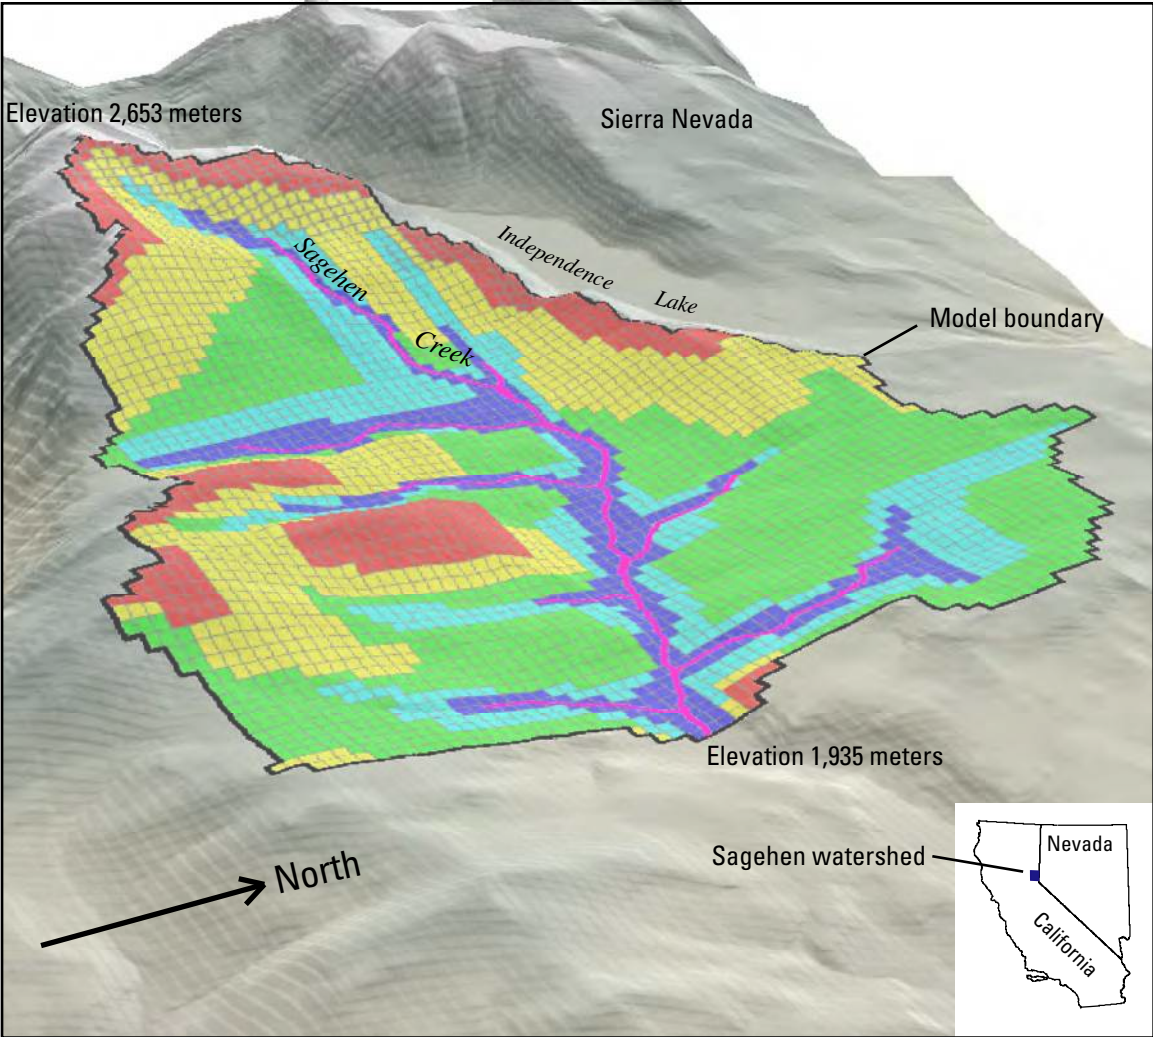 Elevation 2,653 meters
Sierra Nevada
Sagehen
Creek
Independence
Lake
Model boundary
Elevation 1,935 meters
North
Sagehen watershed
Nevada
California